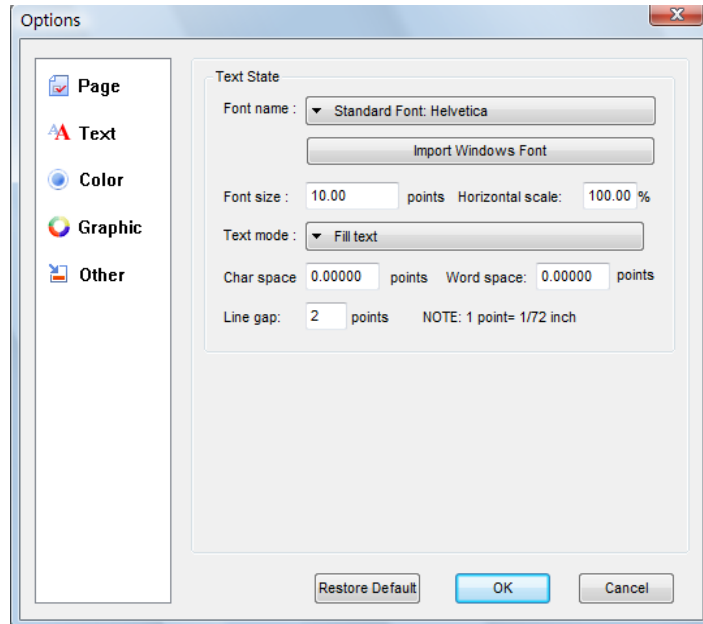 Options
Page
Text
Color
Graphic
Other
Text State
Font name : Standard Font: Helvetica
Import Windows Font
Font size : 10.00 points Horizontal scale: 100.00 %
Text mode : Fill text
Char space 0.00000 points Word space: 0.00000 points
Line gap: 2 points NOTE: 1 point= 1/72 inch
Restore Default OK Cancel